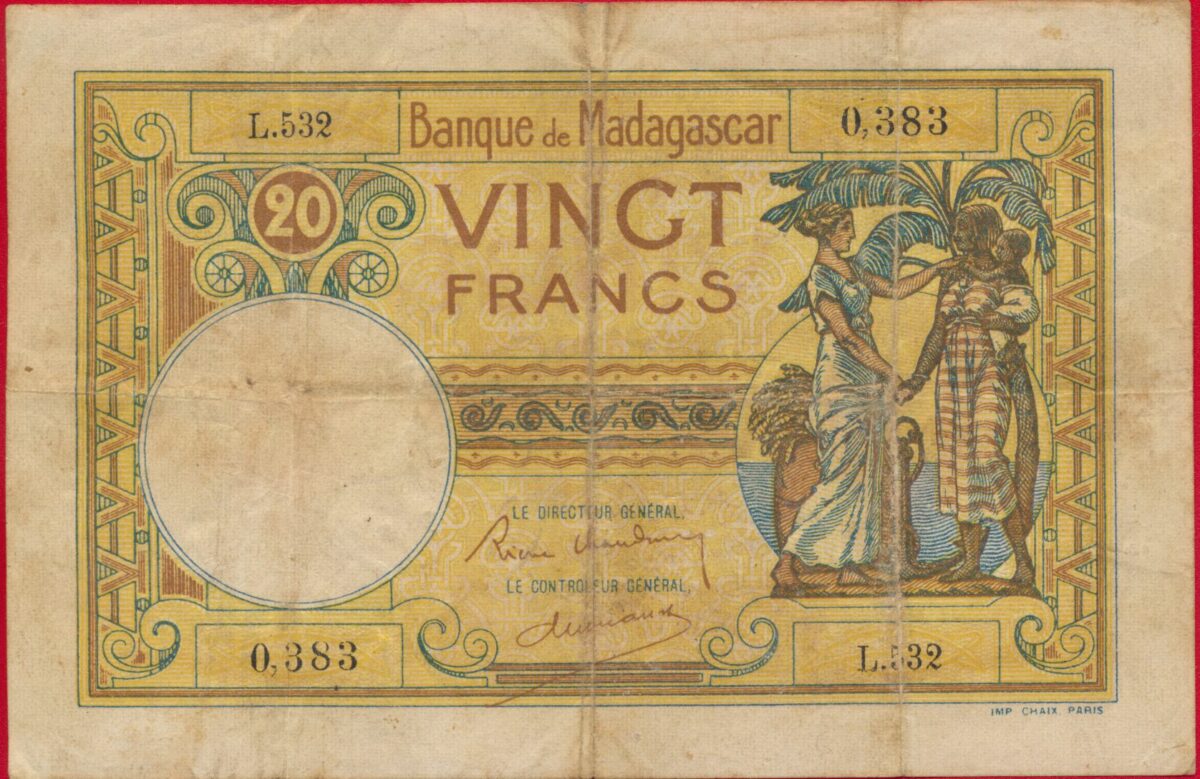 L.532
Banque de Madagascar
0,383
20
VINGT
FRANCS
LE DIRECTEUR GÉNÉRAL,
LE CONTROLEUR GÉNÉRAL,
0,383
L.532
IMP. CHAIX. PARIS